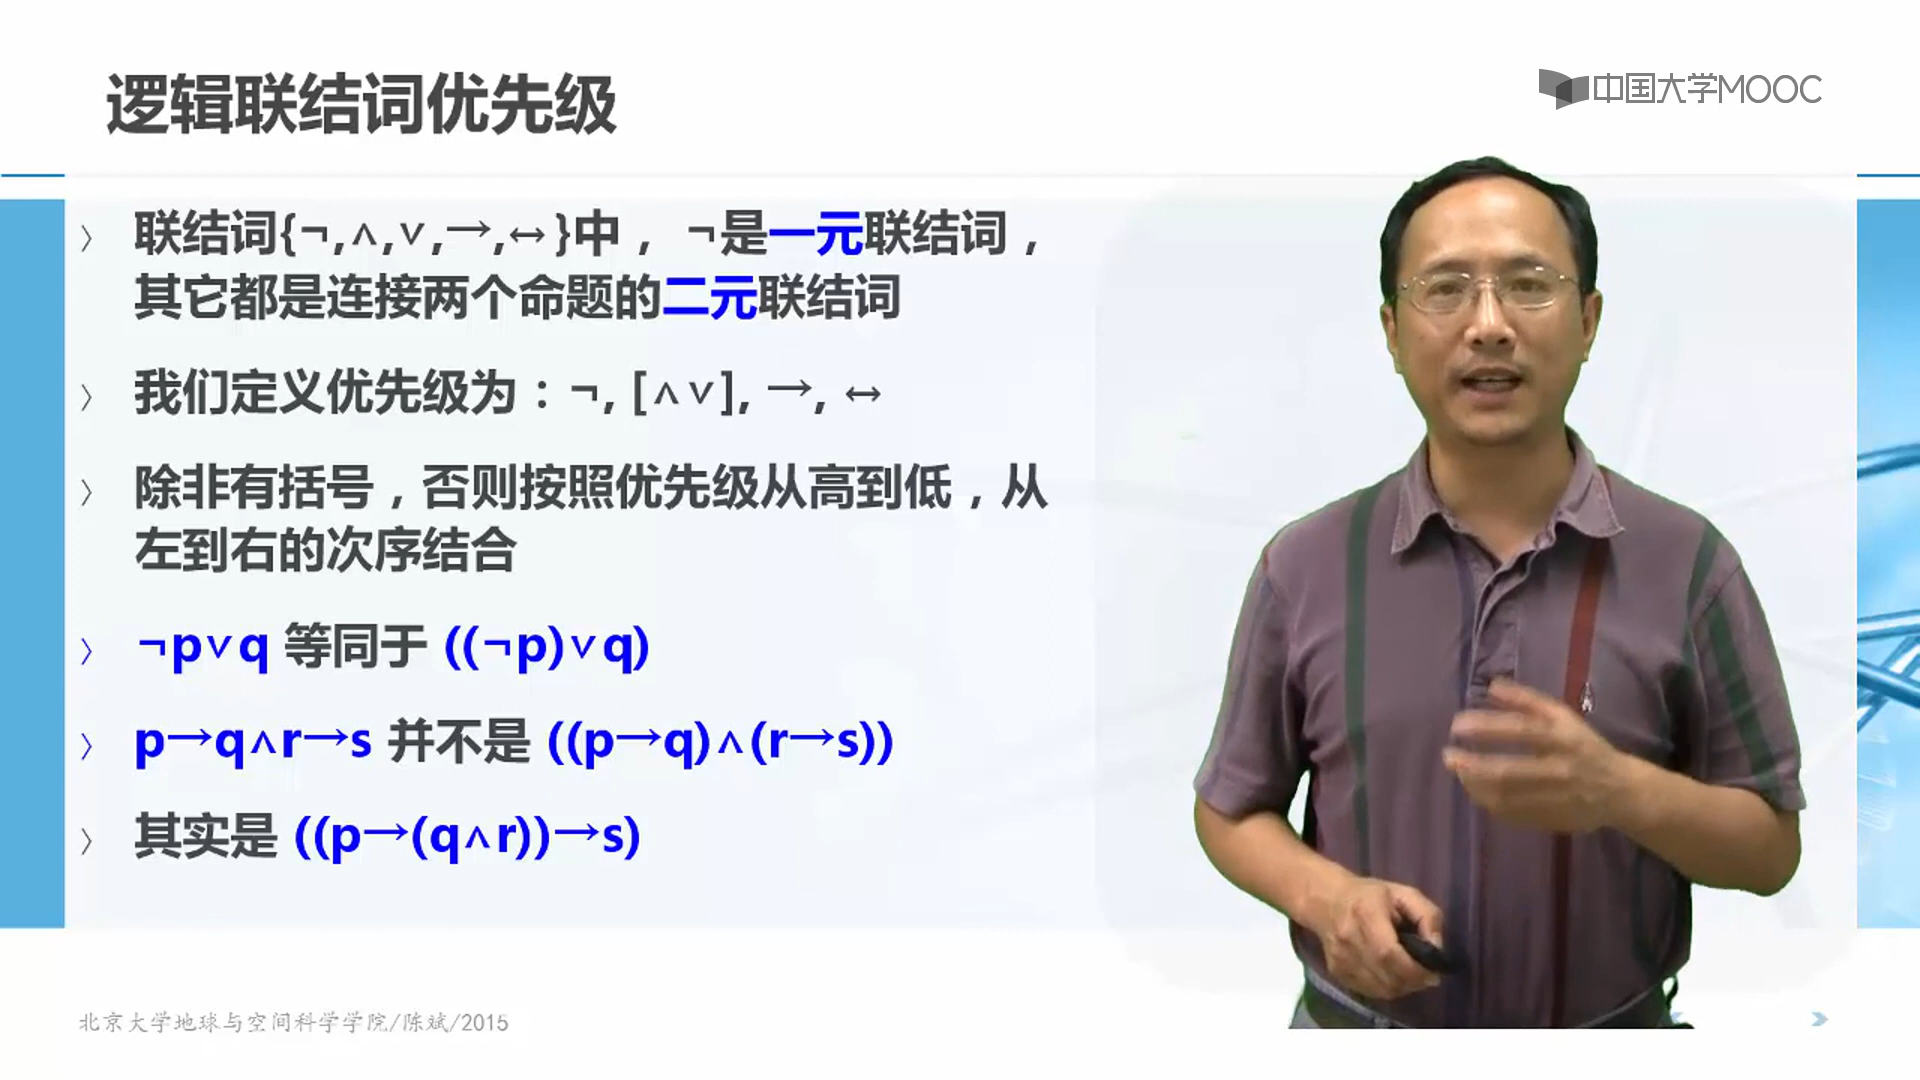 逻辑联结词优先级
中国大学MOOC
联结词{¬,∧,∨,→,↔}中， ¬是一元联结词，
其它都是连接两个命题的二元联结词
我们定义优先级为：¬, [∧∨], →, ↔
除非有括号，否则按照优先级从高到低，从
左到右的次序结合
¬p∨q 等同于 ((¬p)∨q)
p→q∧r→s 并不是 ((p→q)∧(r→s))
其实是 ((p→(q∧r))→s)
北京大学地球与空间科学学院/陈斌/2015